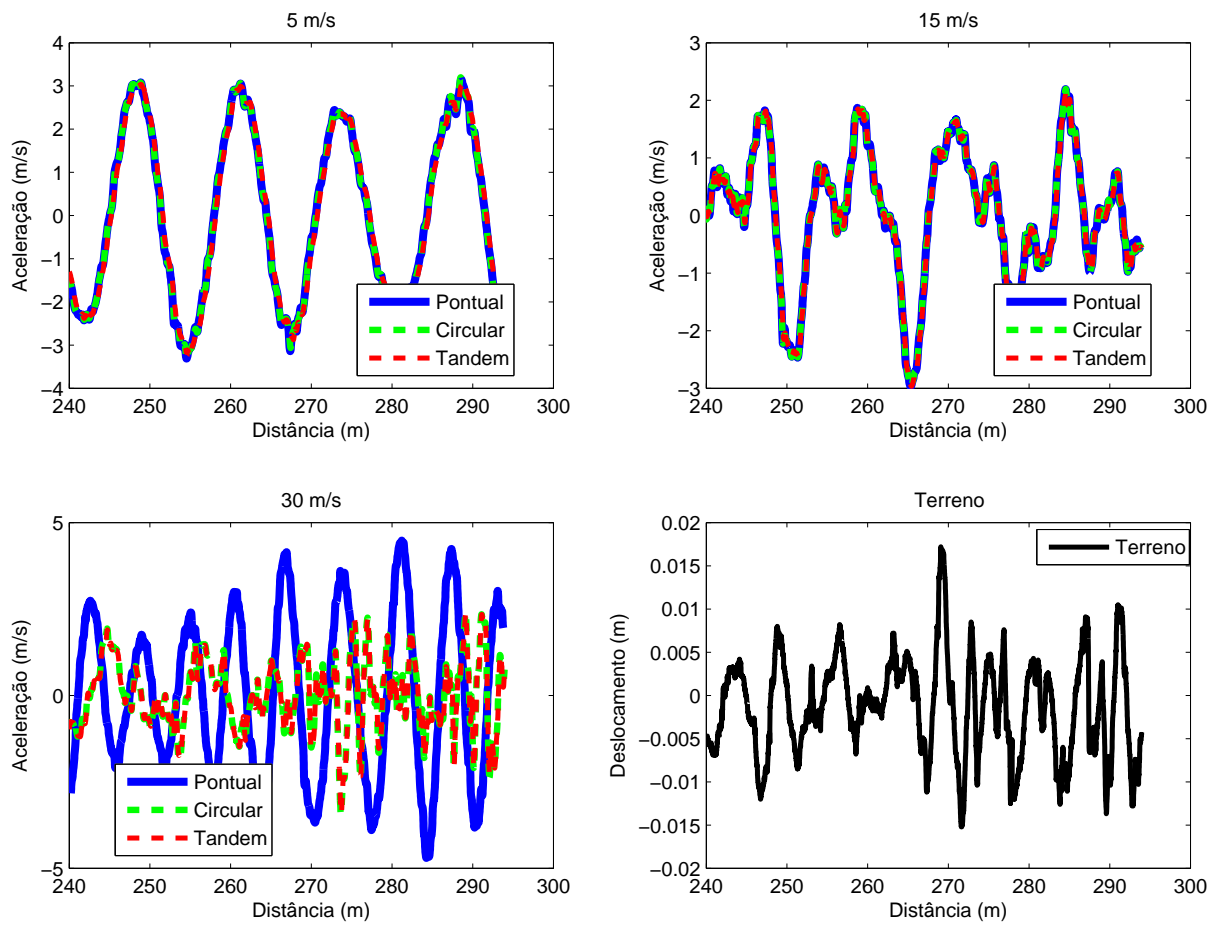 5 m/s
4
3
2
1
0
−1
−2
−3
−4
240 250 260 270 280 290 300
Aceleração (m/s)
Distância (m)
Pontual
Circular
Tandem
15 m/s
3
2
1
0
−1
−2
−3
240 250 260 270 280 290 300
Aceleração (m/s)
Distância (m)
Pontual
Circular
Tandem
30 m/s
5
0
−5
240 250 260 270 280 290 300
Aceleração (m/s)
Distância (m)
Pontual
Circular
Tandem
Terreno
0.02
0.015
0.01
0.005
0
−0.005
−0.01
−0.015
−0.02
240 250 260 270 280 290 300
Deslocamento (m)
Distância (m)
Terreno